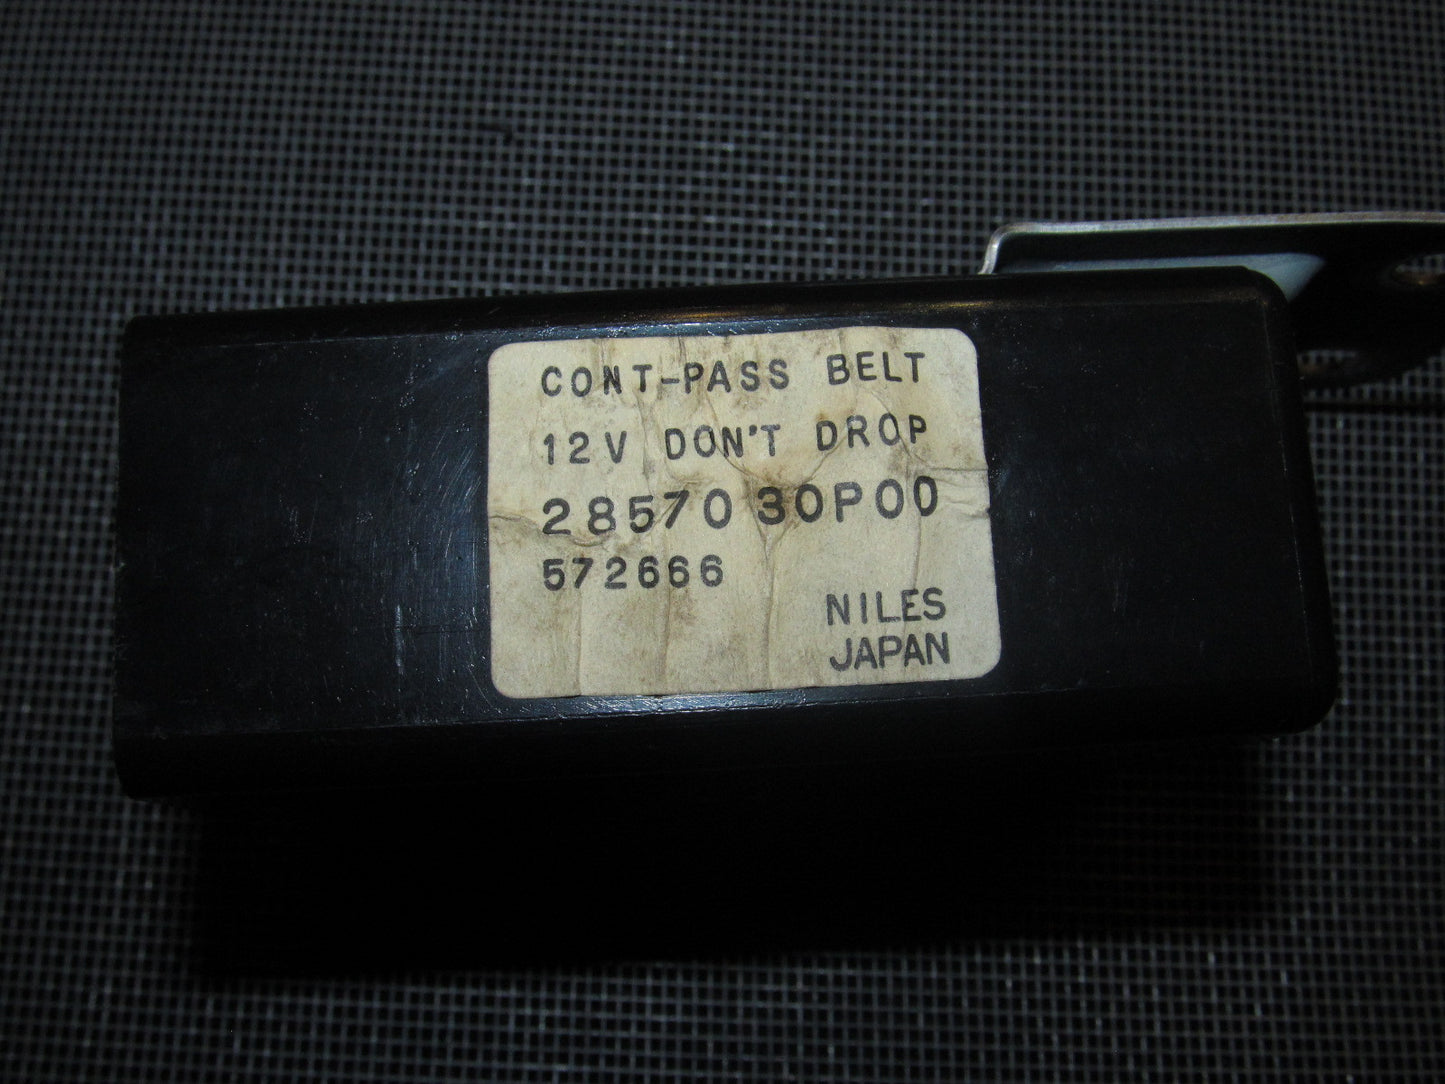 CONT-PASS BELT
12V DON'T DROP
28570 30P00
572666
NILES
JAPAN